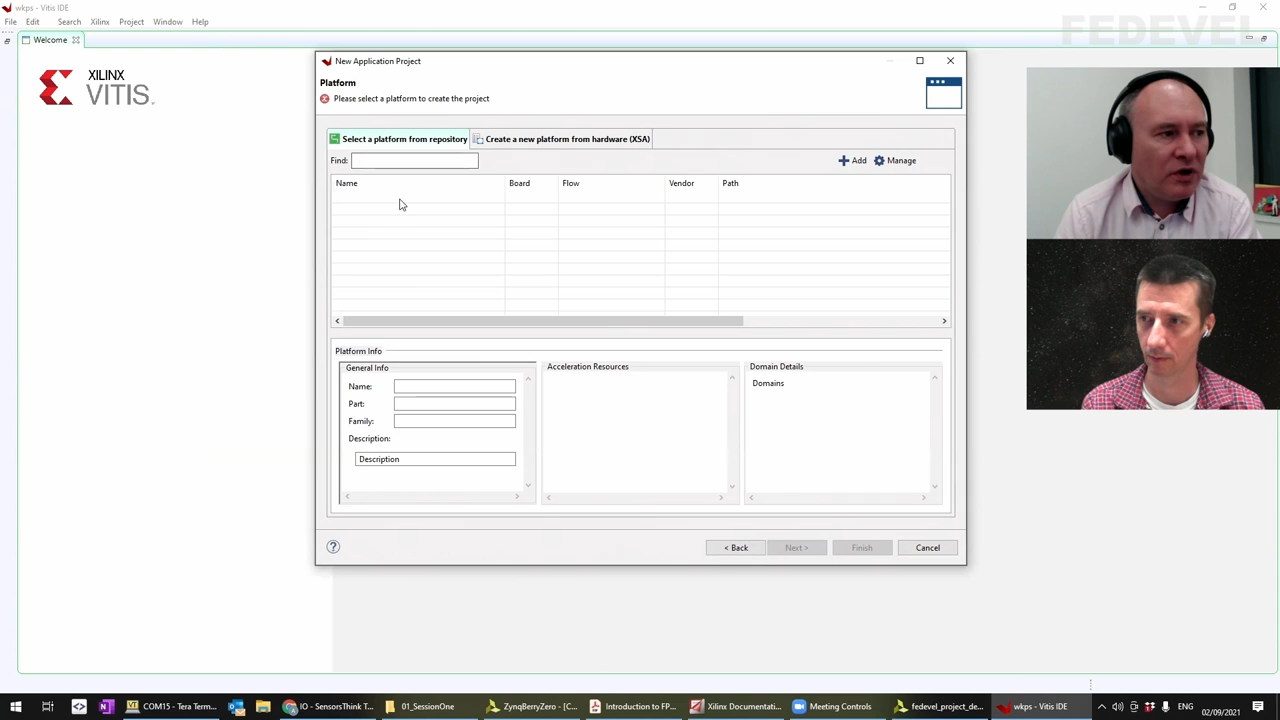 wkps - Vitis IDE
File Edit Search Xilinx Project Window Help
FEDEVEL
Welcome
XILINX
VITIS.
New Application Project
Platform
Please select a platform to create the project
Select a platform from repository
Create a new platform from hardware (XSA)
Find:
Add
Manage
Name Board Flow Vendor Path
Platform Info
General Info
Name:
Part:
Family:
Description:
Description
Acceleration Resources
Domain Details
Domains
< Back
Next >
Finish
Cancel
COM15 - Tera Term...
IO - SensorsThink T...
01_SessionOne
ZynqBerryZero - [C...
Introduction to FP...
Xilinx Documentati...
Meeting Controls
fedevel_project_de...
wkps - Vitis IDE
ENG
02/09/2021